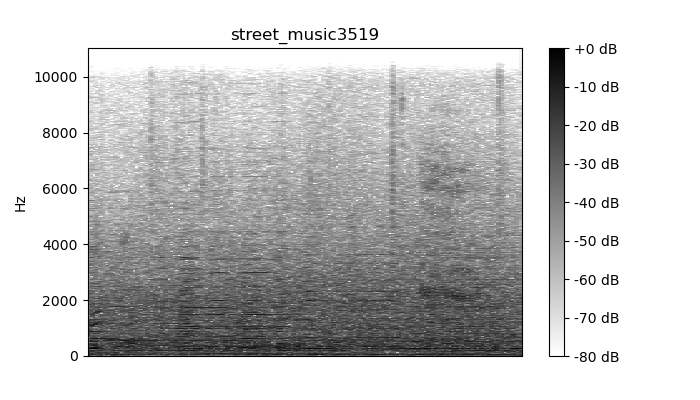 street_music3519
10000
8000
6000
4000
2000
0
Hz
+0 dB
-10 dB
-20 dB
-30 dB
-40 dB
-50 dB
-60 dB
-70 dB
-80 dB